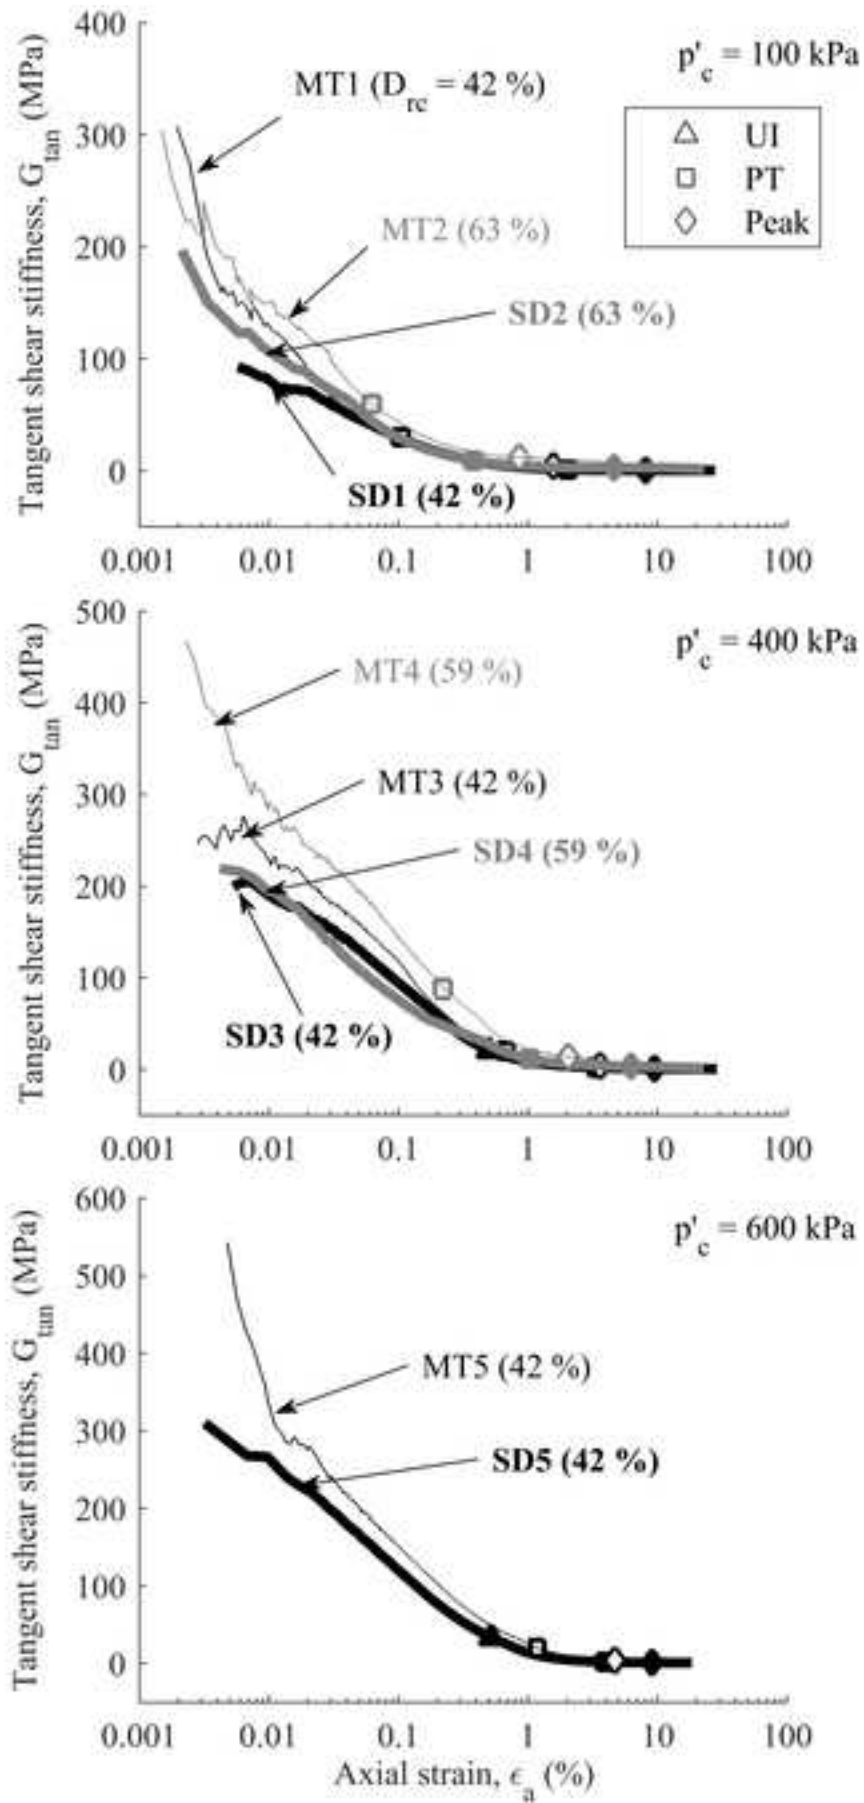 400
300
200
100
0
Tangent shear stiffness, G_tan (MPa)
p'_c = 100 kPa
MT1 (D_rc = 42 %)
UI
PT
Peak
MT2 (63 %)
SD2 (63 %)
SD1 (42 %)
0.001 0.01 0.1 1 10 100
500
400
300
200
100
0
Tangent shear stiffness, G_tan (MPa)
p'_c = 400 kPa
MT4 (59 %)
MT3 (42 %)
SD4 (59 %)
SD3 (42 %)
0.001 0.01 0.1 1 10 100
600
500
400
300
200
100
0
Tangent shear stiffness, G_tan (MPa)
p'_c = 600 kPa
MT5 (42 %)
SD5 (42 %)
0.001 0.01 0.1 1 10 100
Axial strain, ϵ_a (%)